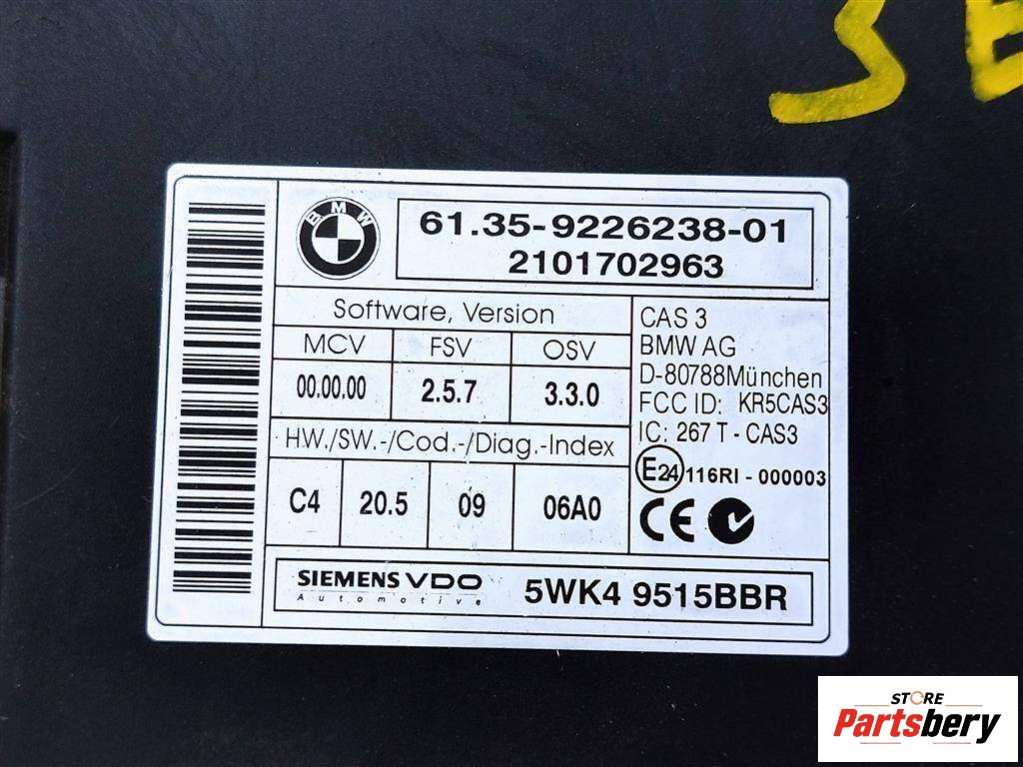 SE
BMW
61.35-9226238-01
2101702963
Software, Version
MCV FSV OSV
00.00.00 2.5.7 3.3.0
H.W./SW.-/Cod.-/Diag.-Index
C4 20.5 09 06A0
CAS 3
BMW AG
D-80788München
FCC ID: KR5CAS3
IC: 267 T - CAS3
E24 116RI - 000003
CE
SIEMENS VDO
Automotive
5WK4 9515BBR
STORE
Partsbery